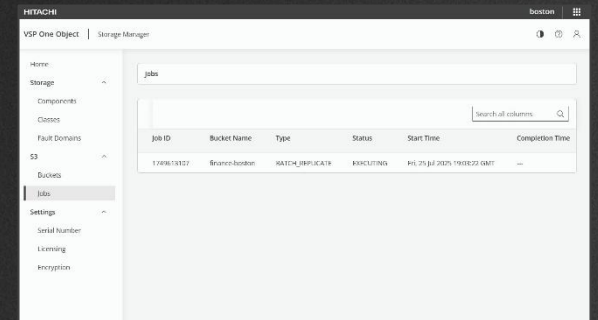 HITACHI
boston
VSP One Object
Storage Manager
Home
Storage
Components
Classes
Fault Domains
S3
Buckets
Jobs
Settings
Serial Number
Licensing
Encryption
Jobs
Search all columns
Job ID Bucket Name Type Status Start Time Completion Time
1749613107 finance-boston BATCH_REPLICATE EXECUTING Fri, 25 Jul 2025 19:03:22 GMT —